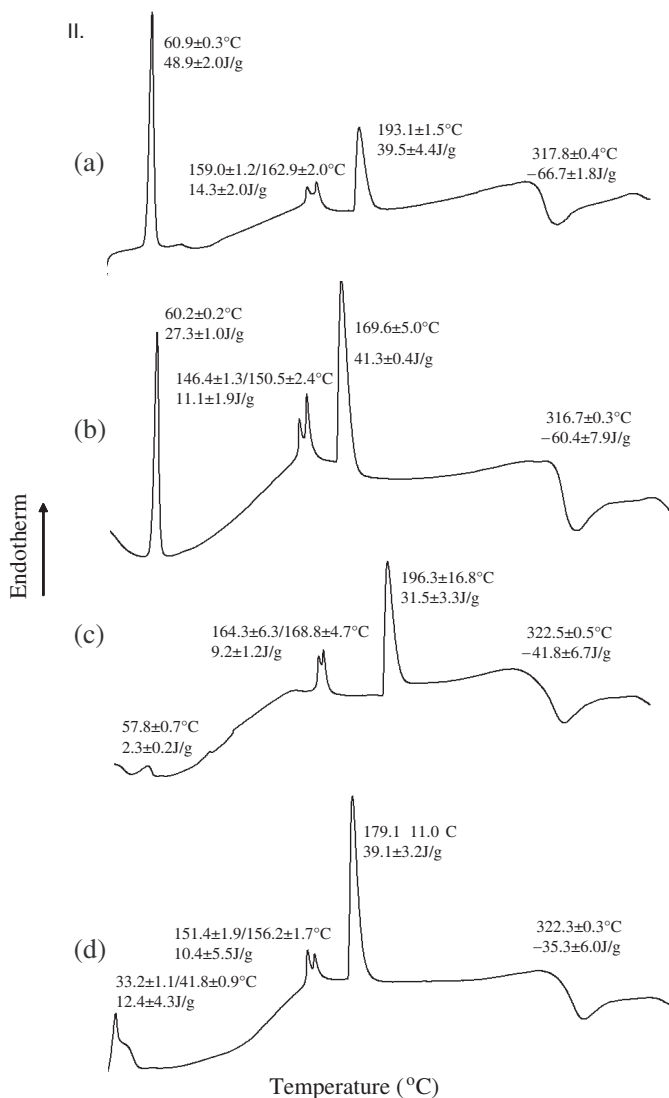 II.
60.9±0.3°C
48.9±2.0J/g
(a)
159.0±1.2/162.9±2.0°C
14.3±2.0J/g
193.1±1.5°C
39.5±4.4J/g
317.8±0.4°C
−66.7±1.8J/g
60.2±0.2°C
27.3±1.0J/g
(b)
146.4±1.3/150.5±2.4°C
11.1±1.9J/g
169.6±5.0°C
41.3±0.4J/g
316.7±0.3°C
−60.4±7.9J/g
Endotherm
(c)
57.8±0.7°C
2.3±0.2J/g
164.3±6.3/168.8±4.7°C
9.2±1.2J/g
196.3±16.8°C
31.5±3.3J/g
322.5±0.5°C
−41.8±6.7J/g
(d)
33.2±1.1/41.8±0.9°C
12.4±4.3J/g
151.4±1.9/156.2±1.7°C
10.4±5.5J/g
179.1 11.0 C
39.1±3.2J/g
322.3±0.3°C
−35.3±6.0J/g
Temperature (°C)